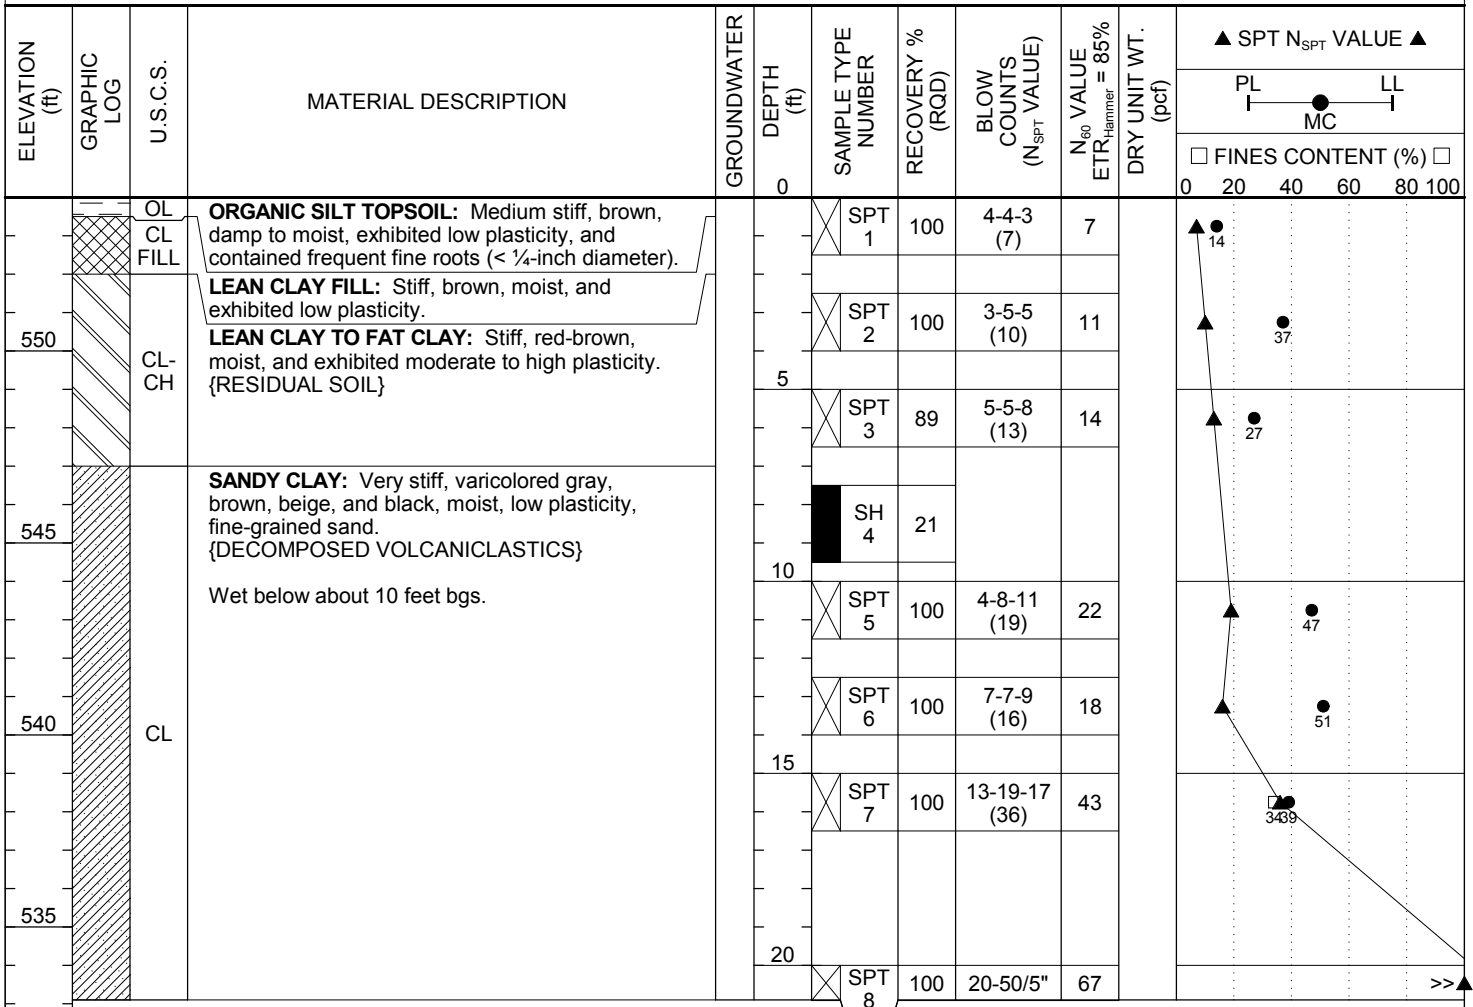 ELEVATION
(ft)
GRAPHIC
LOG
U.S.C.S.
MATERIAL DESCRIPTION
GROUNDWATER
DEPTH
(ft)
0
SAMPLE TYPE
NUMBER
RECOVERY %
(RQD)
BLOW
COUNTS
(NSPT VALUE)
N60 VALUE
ETRHammer = 85%
DRY UNIT WT.
(pcf)
▲ SPT NSPT VALUE ▲
PL LL
MC
□ FINES CONTENT (%) □
0 20 40 60 80 100
OL
CL
FILL
ORGANIC SILT TOPSOIL: Medium stiff, brown,
damp to moist, exhibited low plasticity, and
contained frequent fine roots (< ¼-inch diameter).
SPT
1
100
4-4-3
(7)
7
14
LEAN CLAY FILL: Stiff, brown, moist, and
exhibited low plasticity.
550
CL-
CH
LEAN CLAY TO FAT CLAY: Stiff, red-brown,
moist, and exhibited moderate to high plasticity.
{RESIDUAL SOIL}
SPT
2
100
3-5-5
(10)
11
37
5
SPT
3
89
5-5-8
(13)
14
27
SANDY CLAY: Very stiff, varicolored gray,
brown, beige, and black, moist, low plasticity,
fine-grained sand.
{DECOMPOSED VOLCANICLASTICS}
545
SH
4
21
10
Wet below about 10 feet bgs.
SPT
5
100
4-8-11
(19)
22
47
540
CL
SPT
6
100
7-7-9
(16)
18
51
15
SPT
7
100
13-19-17
(36)
43
34
39
535
20
SPT
8
100
20-50/5"
67
>>